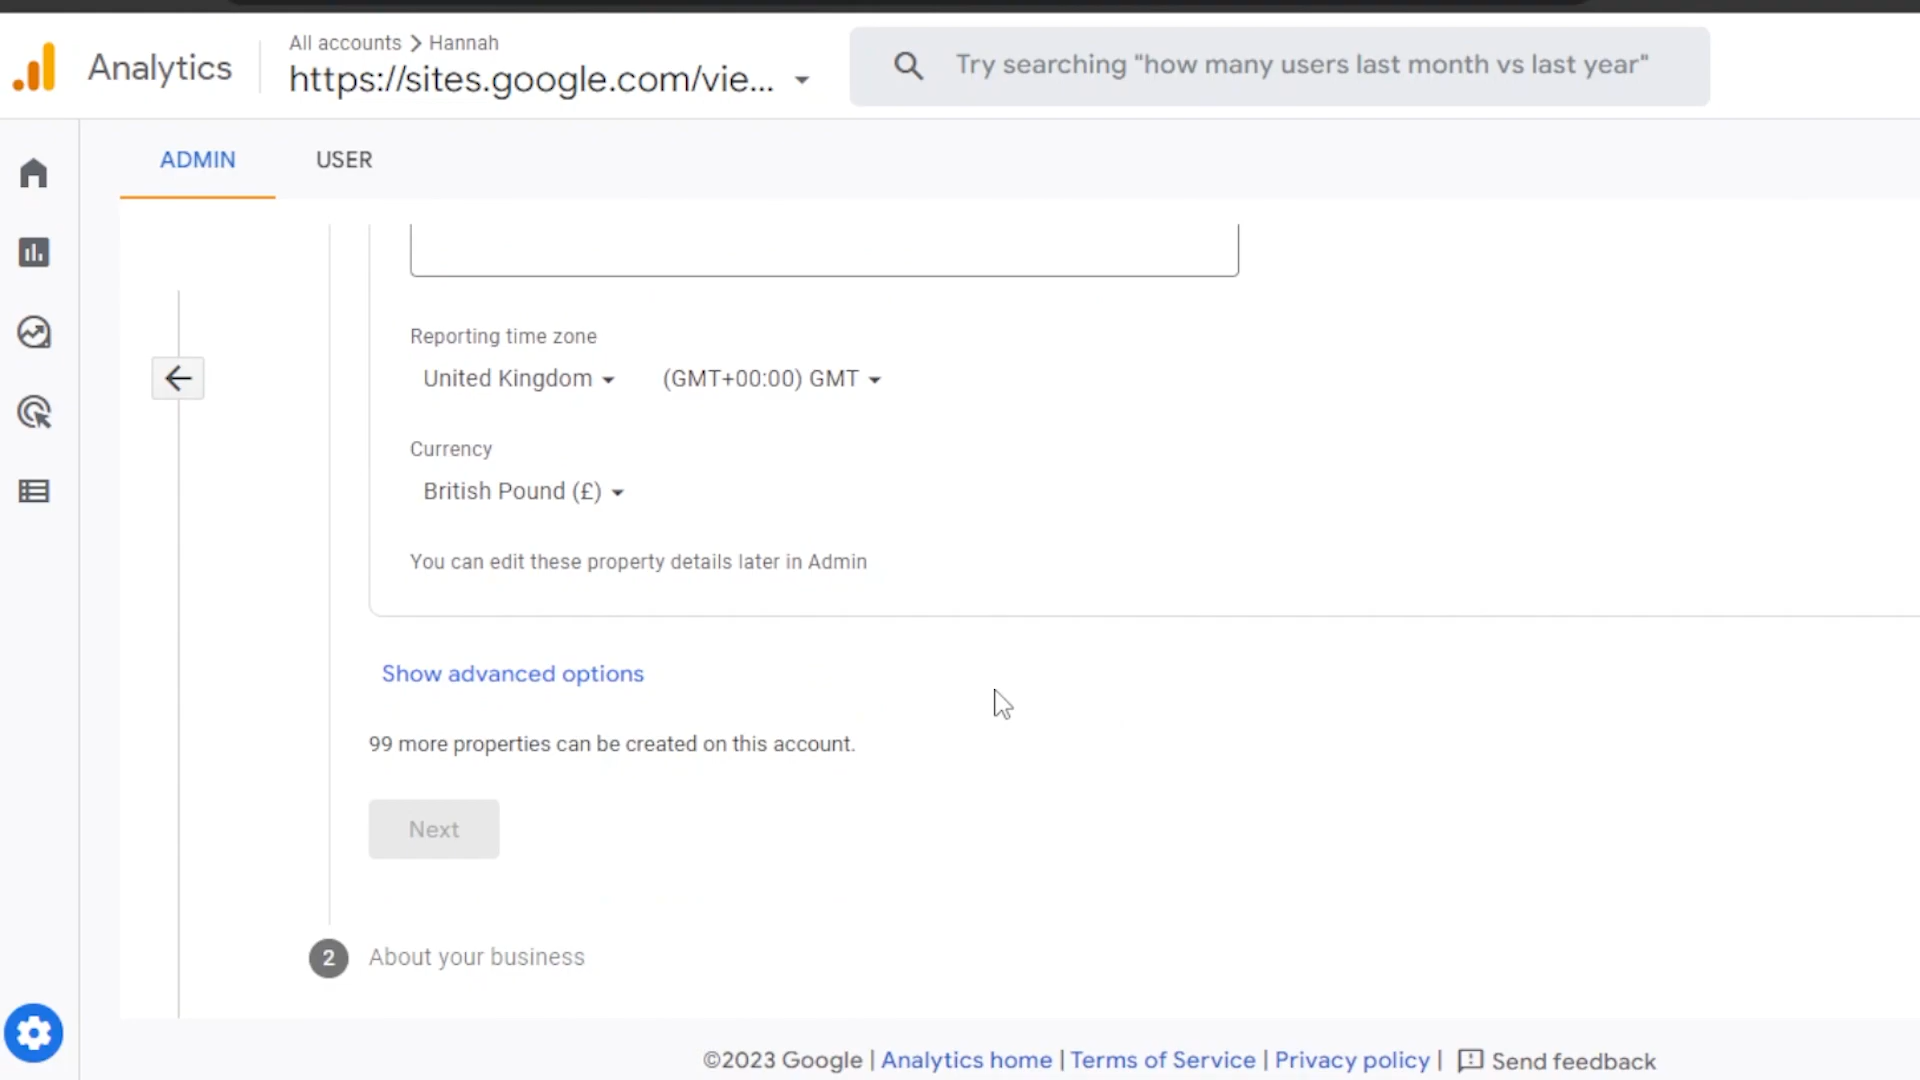 Analytics
All accounts > Hannah
https://sites.google.com/vie...
Try searching "how many users last month vs last year"
ADMIN
USER
Reporting time zone
United Kingdom
(GMT+00:00) GMT
Currency
British Pound (£)
You can edit these property details later in Admin
Show advanced options
99 more properties can be created on this account.
Next
2 About your business
©2023 Google | Analytics home | Terms of Service | Privacy policy | Send feedback